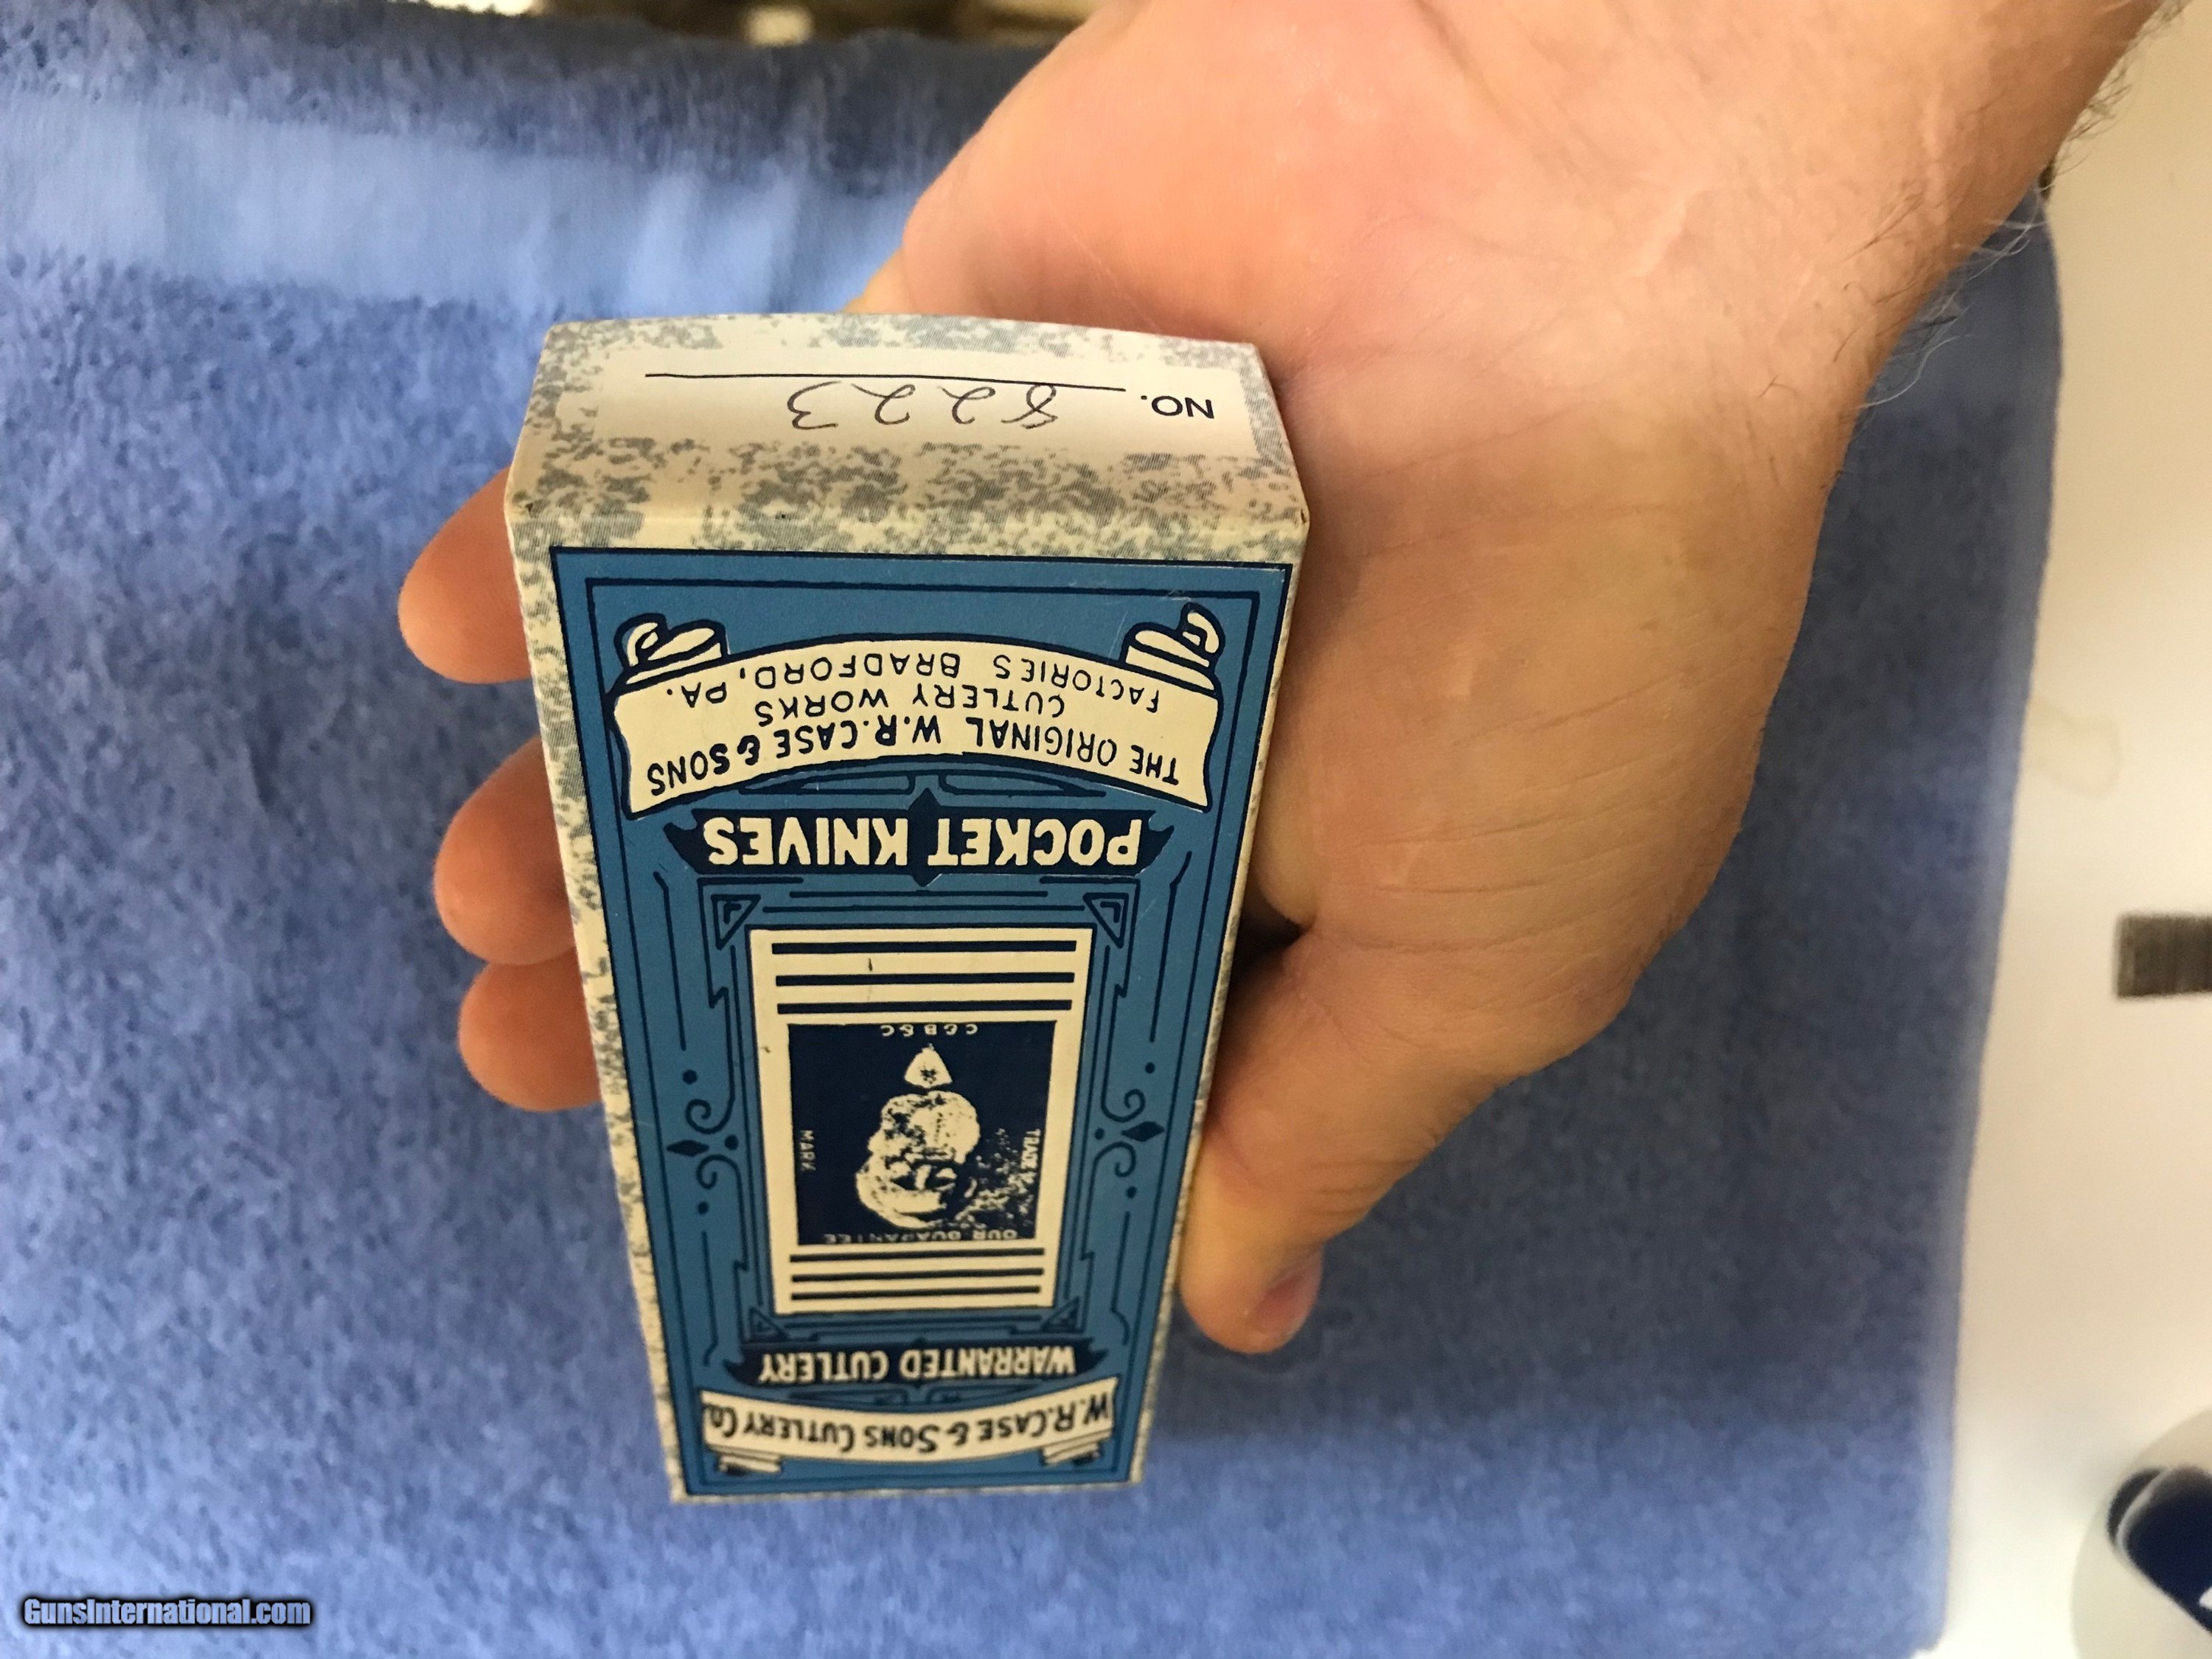 W.R. CASE & SONS CUTLERY CO.
WARRANTED CUTLERY
OUR GUARANTEE
TRADE MARK
POCKET KNIVES
THE ORIGINAL W.R. CASE & SONS
CUTLERY WORKS
FACTORIES BRADFORD, PA.
NO. 8223
GunsInternational.com